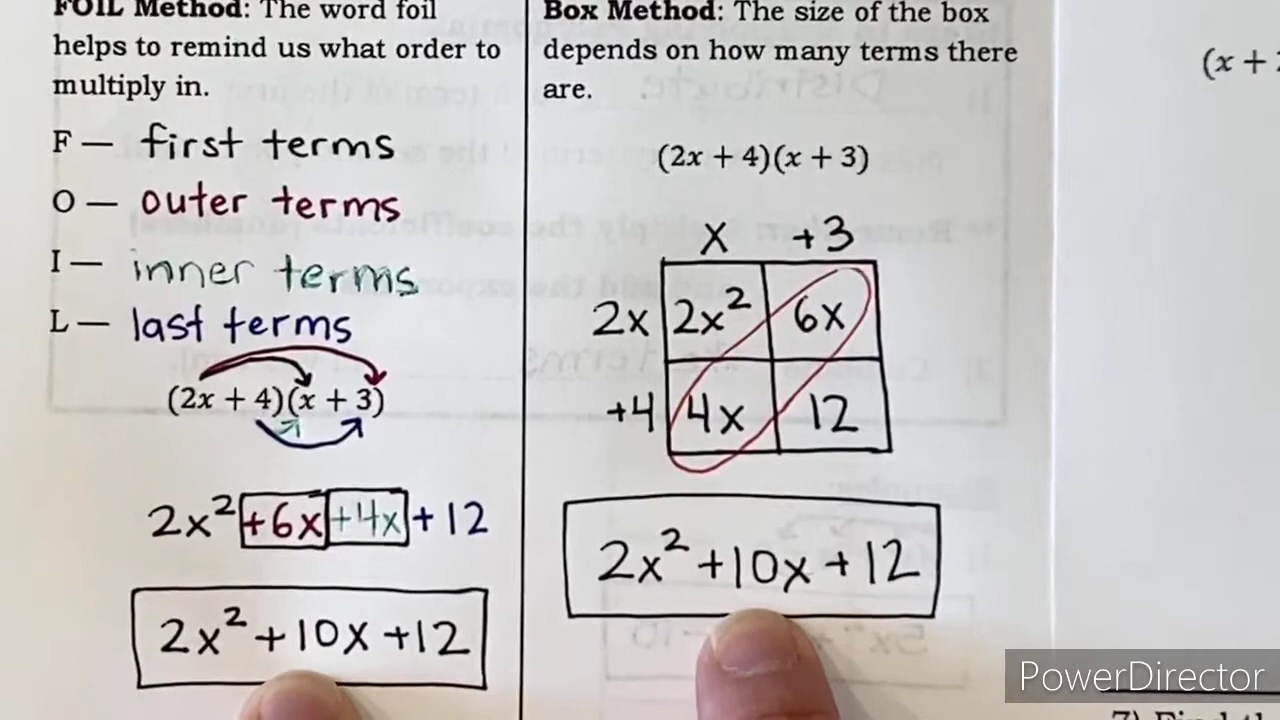 FOIL Method: The word foil
helps to remind us what order to
multiply in.
F — first terms
O — outer terms
I — inner terms
L — last terms
(2x + 4)(x + 3)
2x² +6x +4x + 12
2x² + 10x + 12
Box Method: The size of the box
depends on how many terms there
are.
(2x + 4)(x + 3)
x +3
2x 2x² 6x
+4 4x 12
2x² + 10x + 12
(x +
PowerDirector